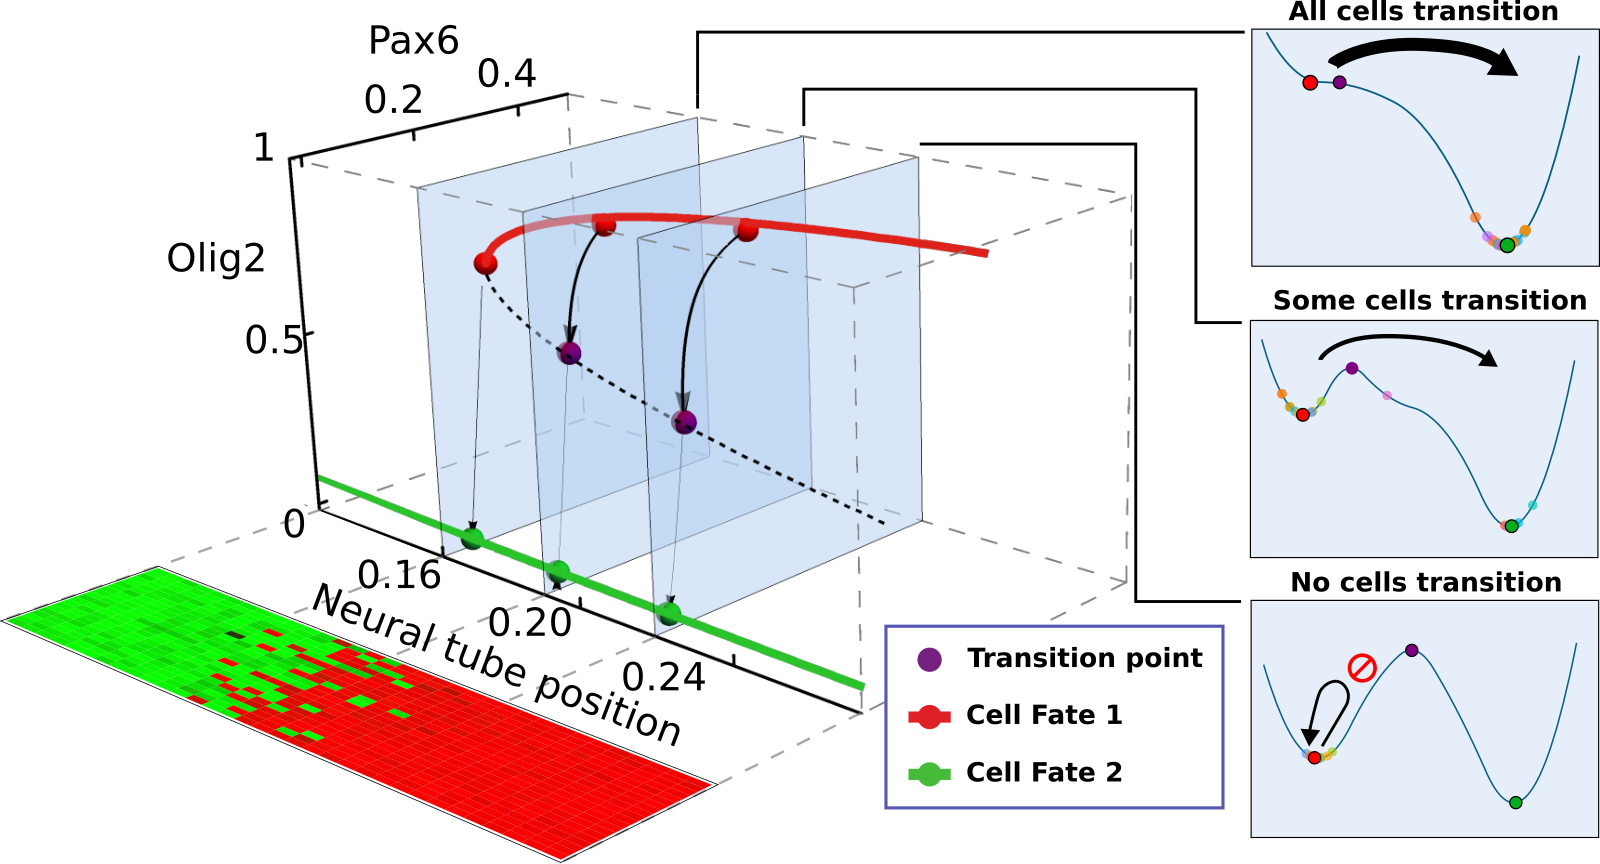 All cells transition
Pax6
0.4
0.2
1
Olig2
Some cells transition
0.5
0
0.16
No cells transition
0.20
Neural tube position
0.24
Transition point
Cell Fate 1
Cell Fate 2